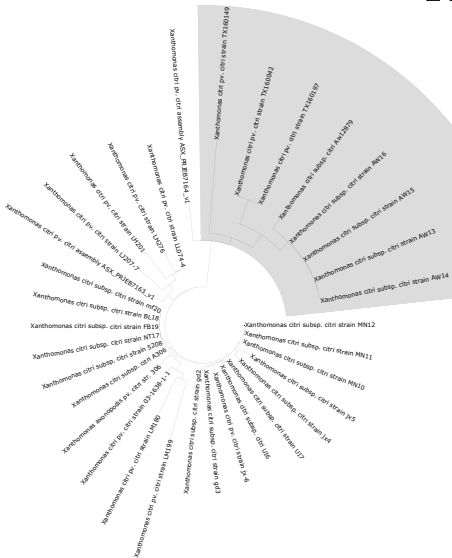 Xanthomonas citri pv. citri strain TX160149
Xanthomonas citri pv. citri strain TX160042
Xanthomonas citri pv. citri strain TX160197
Xanthomonas citri subsp. citri Aw12879
Xanthomonas citri subsp. citri strain AW16
Xanthomonas citri subsp. citri strain AW15
Xanthomonas citri subsp. citri strain AW13
Xanthomonas citri subsp. citri strain AW14
Xanthomonas citri subsp. citri strain MN12
Xanthomonas citri subsp. citri strain MN11
Xanthomonas citri subsp. citri strain MN10
Xanthomonas citri subsp. citri strain jx5
Xanthomonas citri subsp. citri strain jx4
Xanthomonas citri subsp. citri strain UI7
Xanthomonas citri subsp. citri UI6
Xanthomonas citri pv. citri strain jx-6
Xanthomonas citri subsp. citri strain gd3
Xanthomonas citri subsp. citri strain gd2
Xanthomonas citri pv. citri strain LM199
Xanthomonas citri pv. citri strain LM180
Xanthomonas citri pv. citri strain 03-1638-1-1
Xanthomonas axonopodis pv. citri str. 306
Xanthomonas citri subsp. citri A306
Xanthomonas citri subsp. citri strain 5208
Xanthomonas citri subsp. citri strain NT17
Xanthomonas citri subsp. citri strain FB19
Xanthomonas citri subsp. citri strain BL18
Xanthomonas citri subsp. citri strain mf20
Xanthomonas citri pv. citri assembly ASX_PRJEB7163_v1
Xanthomonas citri pv. citri strain LJ207-7
Xanthomonas citri pv. citri strain LH201
Xanthomonas citri pv. citri strain LH276
Xanthomonas citri pv. citri strain LL074-4
Xanthomonas citri pv. citri assembly ASX_PRJEB7164_v1